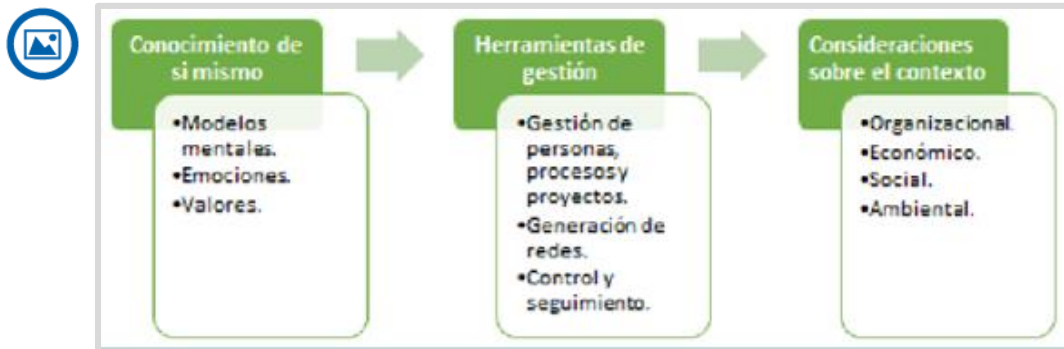 Conocimiento de
si mismo
•Modelos
mentales.
•Emociones.
•Valores.
Herramientas de
gestión
•Gestión de
personas,
procesos y
proyectos.
•Generación de
redes.
•Control y
seguimiento.
Consideraciones
sobre el contexto
•Organizacional.
•Económico.
•Social.
•Ambiental.